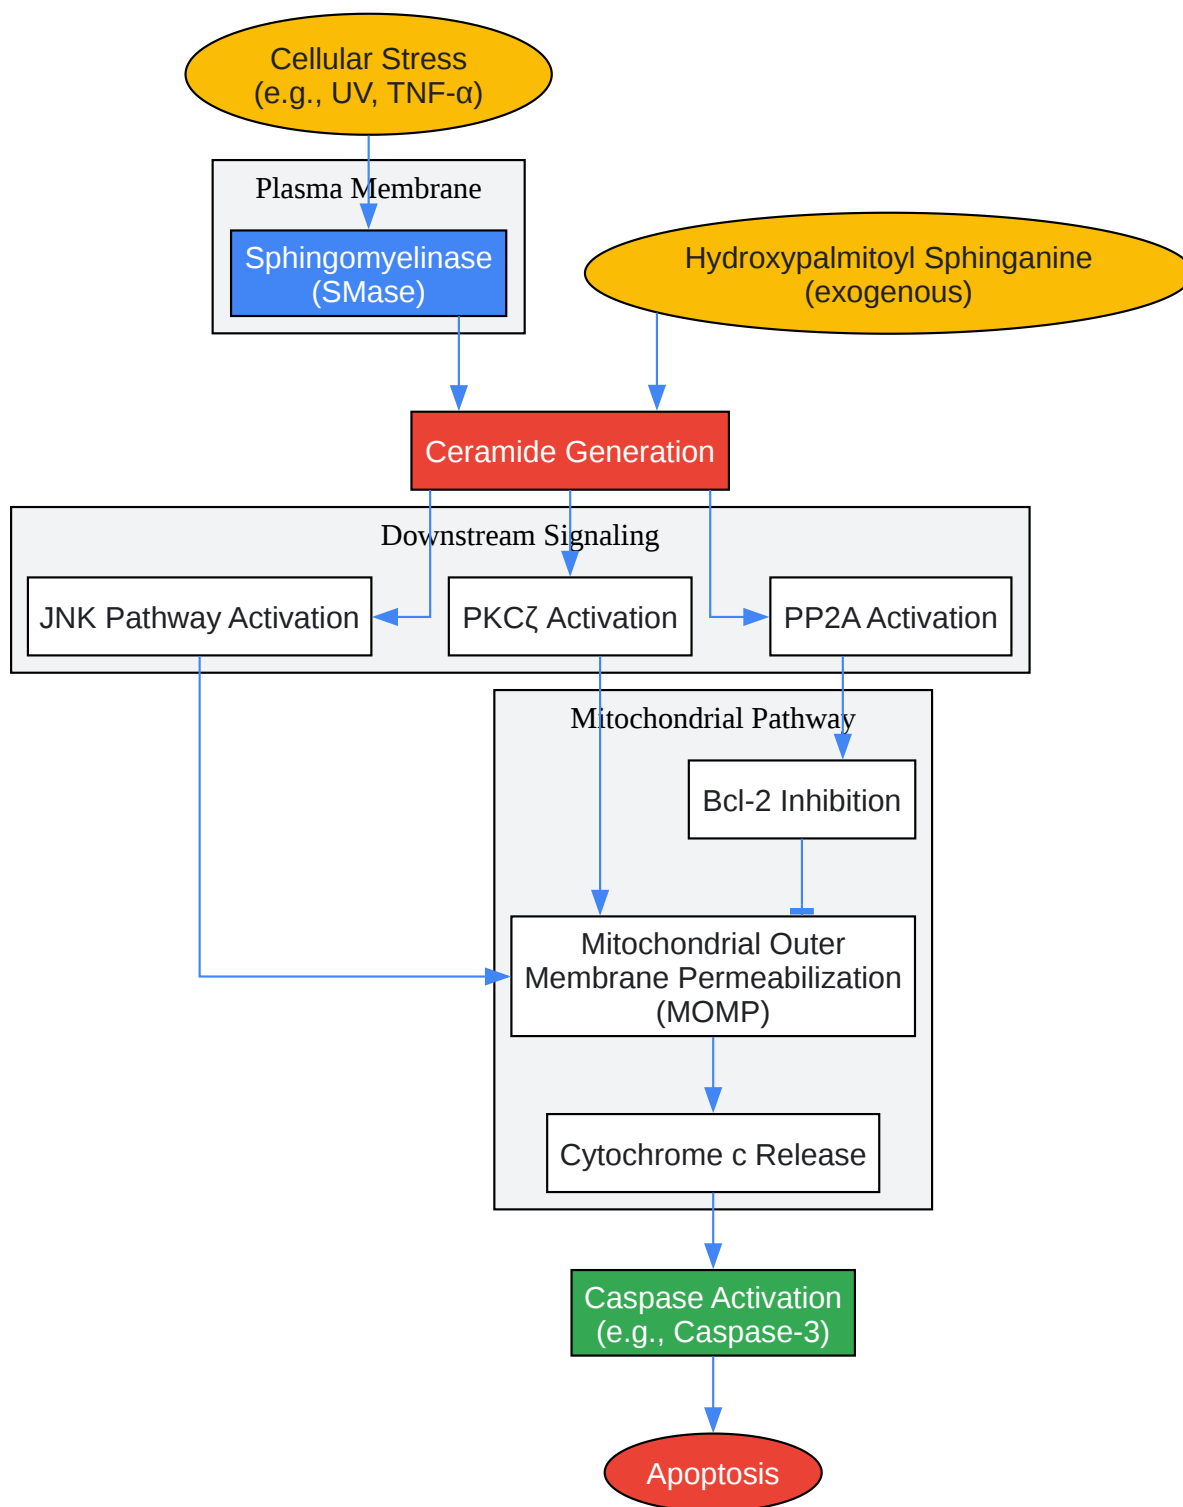 Cellular Stress
(e.g., UV, TNF-α)
Plasma Membrane
Sphingomyelinase
(SMase)
Hydroxypalmitoyl Sphinganine
(exogenous)
Ceramide Generation
Downstream Signaling
JNK Pathway Activation
PKCζ Activation
PP2A Activation
Mitochondrial Pathway
Bcl-2 Inhibition
Mitochondrial Outer
Membrane Permeabilization
(MOMP)
Cytochrome c Release
Caspase Activation
(e.g., Caspase-3)
Apoptosis